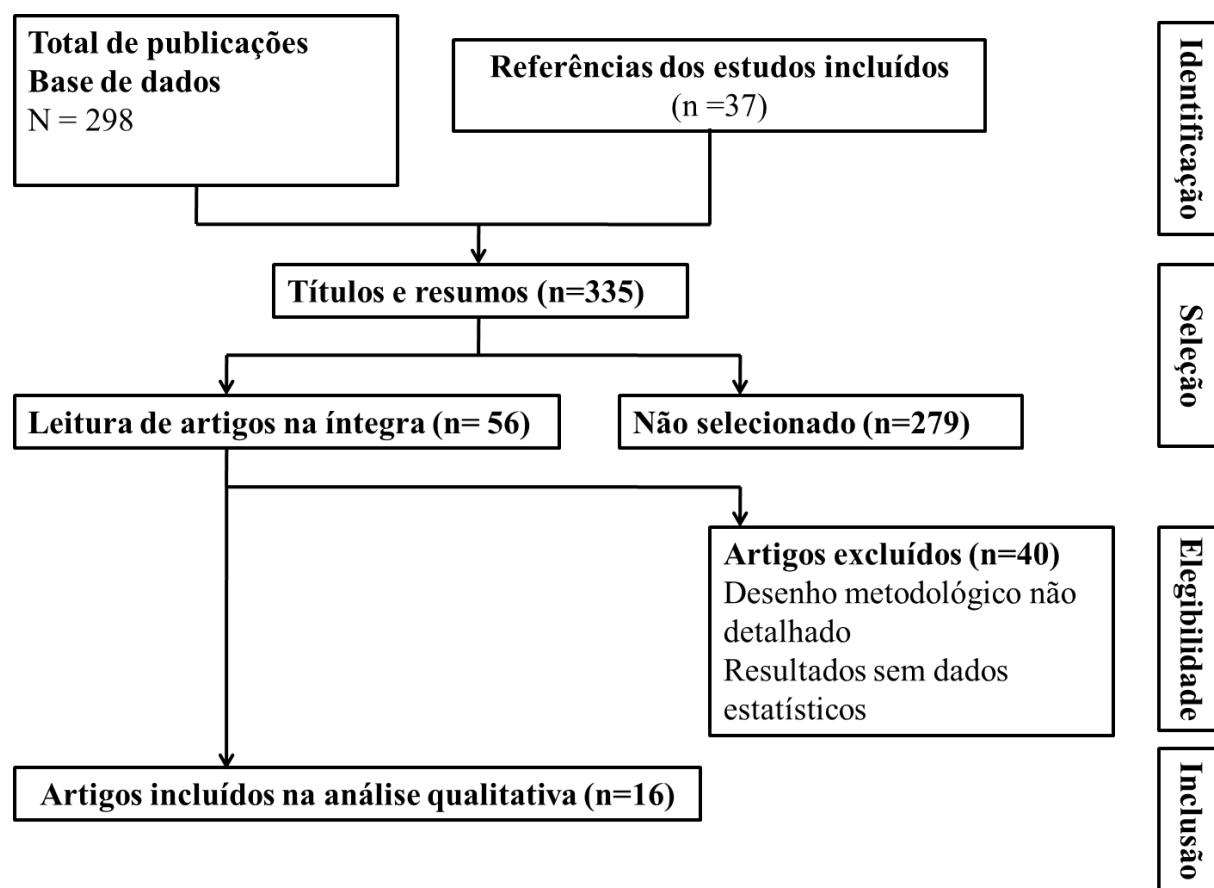 Total de publicações
Base de dados
N = 298
Referências dos estudos incluídos
(n =37)
Identificação
Títulos e resumos (n=335)
Seleção
Leitura de artigos na íntegra (n= 56)
Não selecionado (n=279)
Artigos excluídos (n=40)
Desenho metodológico não
detalhado
Resultados sem dados
estatísticos
Elegibilidade
Artigos incluídos na análise qualitativa (n=16)
Inclusão